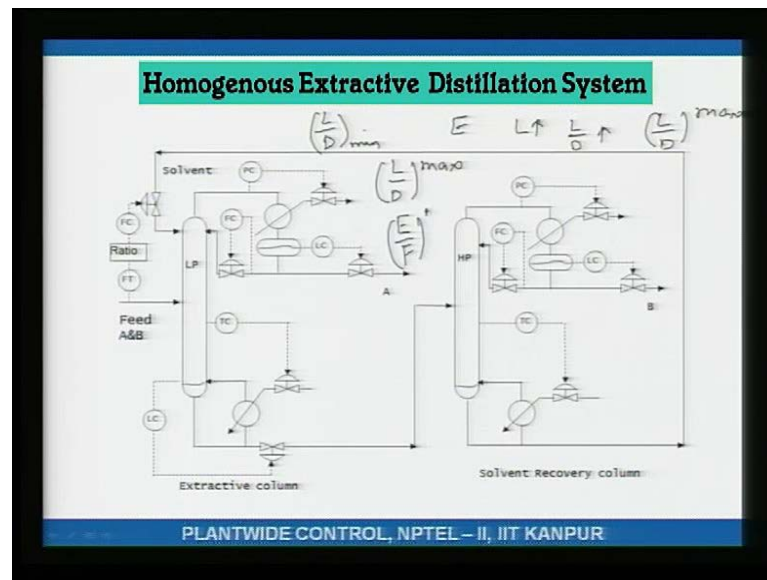 Homogenous Extractive Distillation System
(L/D)min E L↑ L/D ↑ (L/D)max
Solvent PC (L/D)max PC
FC FC (E/F) FC
Ratio LC LC
LP HP
FT A B
Feed
A&B TC TC
LC
Extractive column Solvent Recovery column
PLANTWIDE CONTROL, NPTEL – II, IIT KANPUR